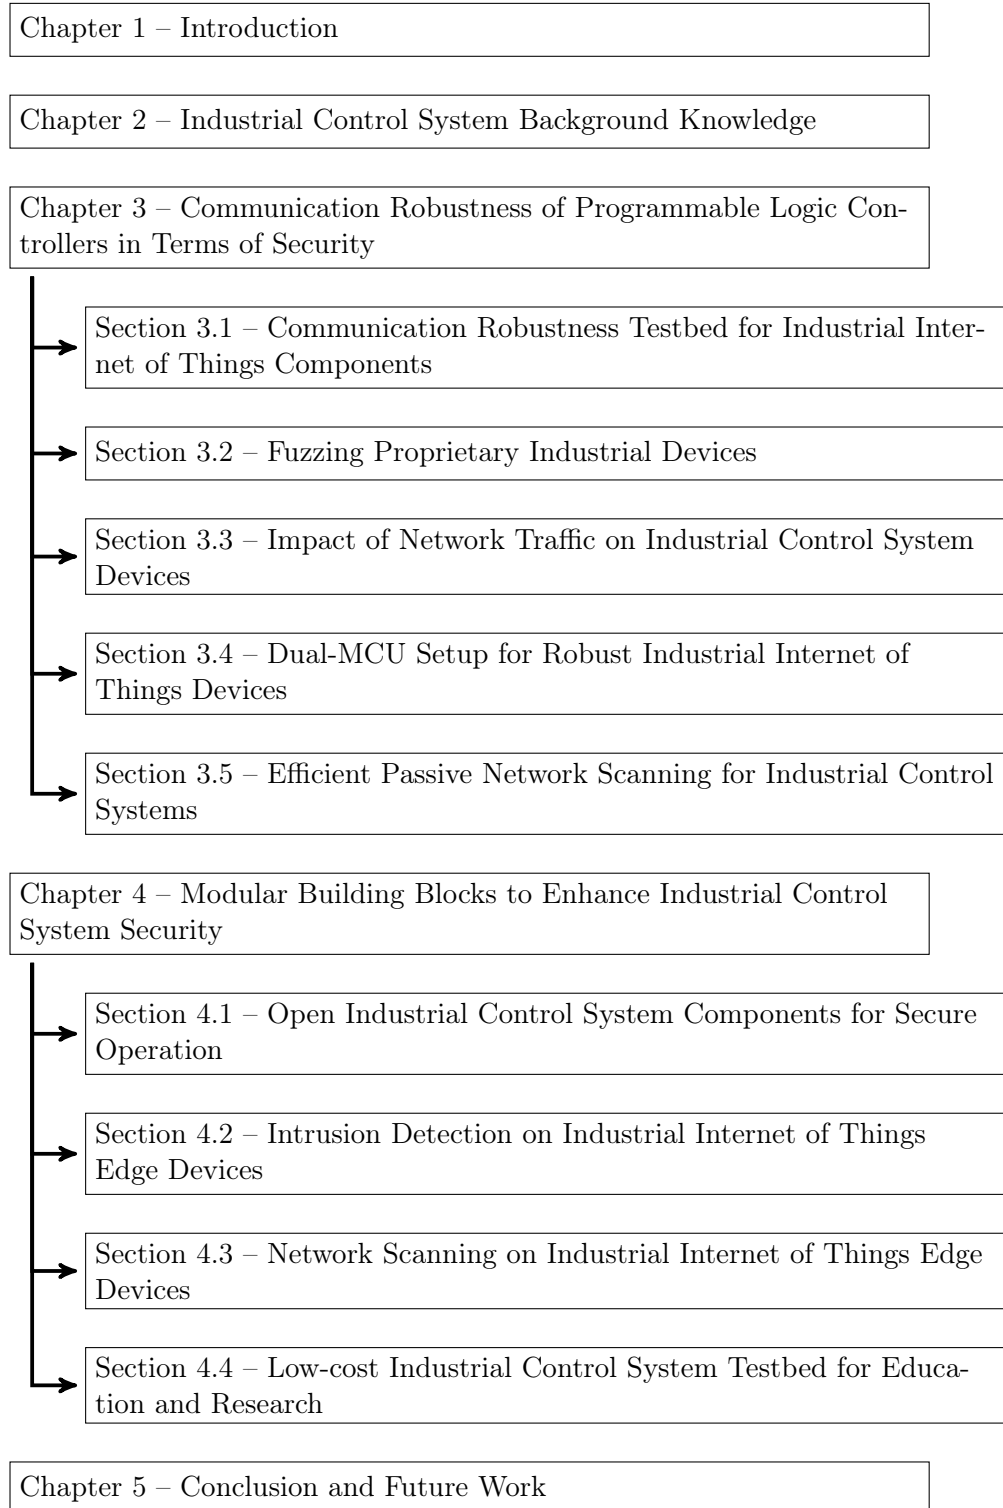 Chapter 1 – Introduction
Chapter 2 – Industrial Control System Background Knowledge
Chapter 3 – Communication Robustness of Programmable Logic Con-
trollers in Terms of Security
Section 3.1 – Communication Robustness Testbed for Industrial Inter-
net of Things Components
Section 3.2 – Fuzzing Proprietary Industrial Devices
Section 3.3 – Impact of Network Traffic on Industrial Control System
Devices
Section 3.4 – Dual-MCU Setup for Robust Industrial Internet of
Things Devices
Section 3.5 – Efficient Passive Network Scanning for Industrial Control
Systems
Chapter 4 – Modular Building Blocks to Enhance Industrial Control
System Security
Section 4.1 – Open Industrial Control System Components for Secure
Operation
Section 4.2 – Intrusion Detection on Industrial Internet of Things
Edge Devices
Section 4.3 – Network Scanning on Industrial Internet of Things Edge
Devices
Section 4.4 – Low-cost Industrial Control System Testbed for Educa-
tion and Research
Chapter 5 – Conclusion and Future Work